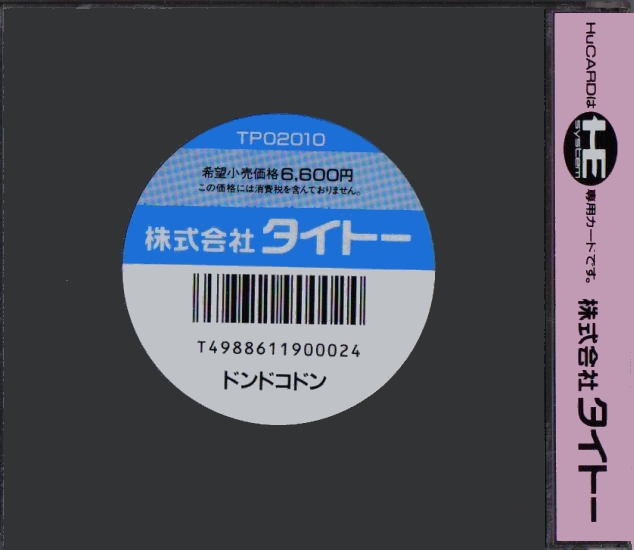 TP02010
希望小売価格6,600円
この価格には消費税を含んでおりません。
株式会社 タイトー
T4988611900024
ドンドコドン
HuCARDは HE system 専用カードです。 株式会社 タイトー